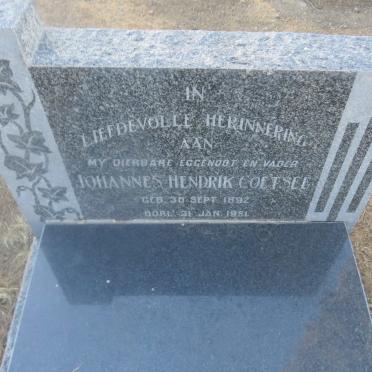 IN
LIEFDEVOLLE HERINNERING
AAN
MY DIERBARE EGGENOOT EN VADER
JOHANNES HENDRIK COETSEE
GEB. 30 SEPT. 1892
OORL. 31 JAN. 1951.